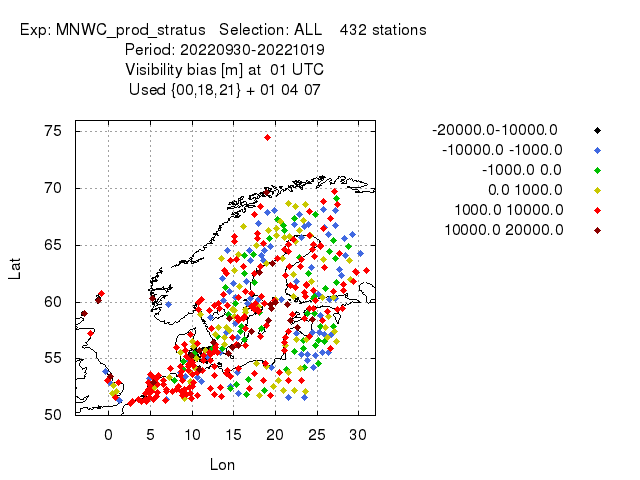 Exp: MNWC_prod_stratus Selection: ALL 432 stations
Period: 20220930-20221019
Visibility bias [m] at 01 UTC
Used {00,18,21} + 01 04 07
-20000.0-10000.0
-10000.0 -1000.0
-1000.0 0.0
0.0 1000.0
1000.0 10000.0
10000.0 20000.0
75
70
65
60
55
50
Lat
0 5 10 15 20 25 30
Lon